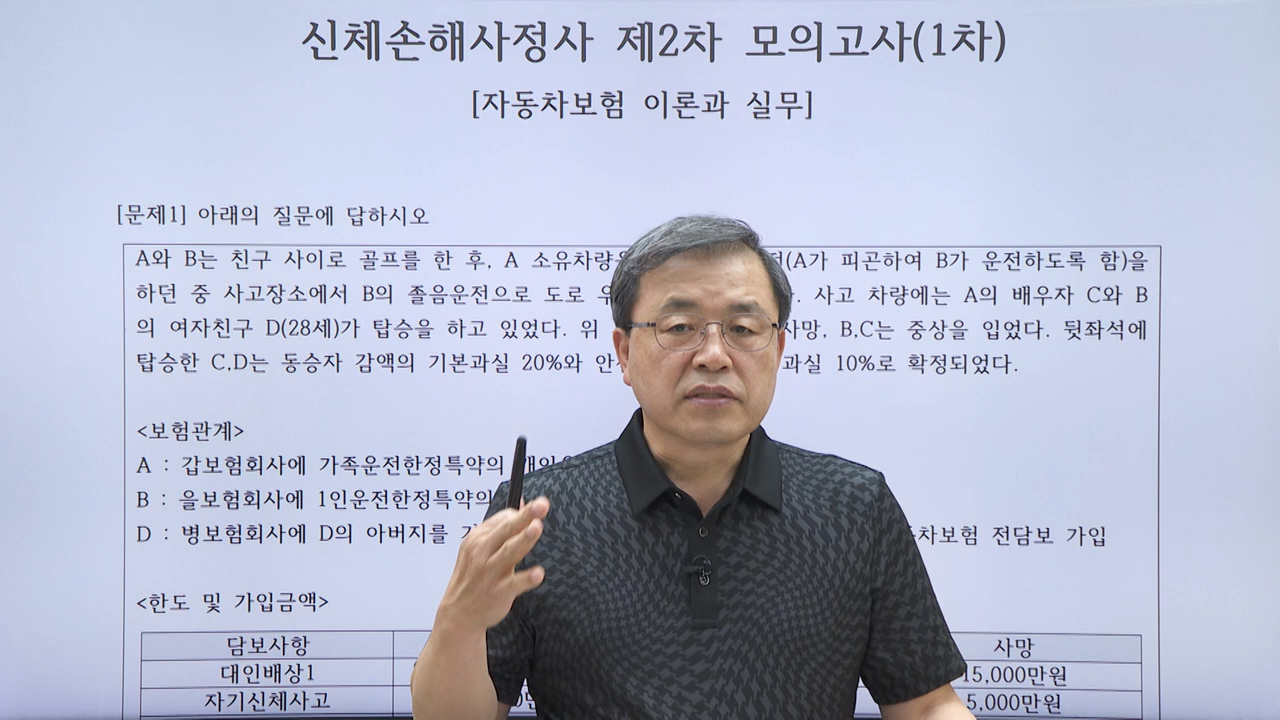 신체손해사정사 제2차 모의고사(1차)
[자동차보험 이론과 실무]
[문제1] 아래의 질문에 답하시오
A와 B는 친구 사이로 골프를 한 후, A 소유차량을 (A가 피곤하여 B가 운전하도록 함)을
하던 중 사고장소에서 B의 졸음운전으로 도로 사고 차량에는 A의 배우자 C와 B
의 여자친구 D(28세)가 탑승을 하고 있었다. 위 사망, B,C는 중상을 입었다. 뒷좌석에
탑승한 C,D는 동승자 감액의 기본과실 20%와 과실 10%로 확정되었다.
<보험관계>
A : 갑보험회사에 가족운전한정특약의
B : 을보험회사에 1인운전한정특약의
D : 병보험회사에 D의 아버지를 전담보 가입
<한도 및 가입금액>
담보사항 사망
대인배상1 15,000만원
자기신체사고 5,000만원